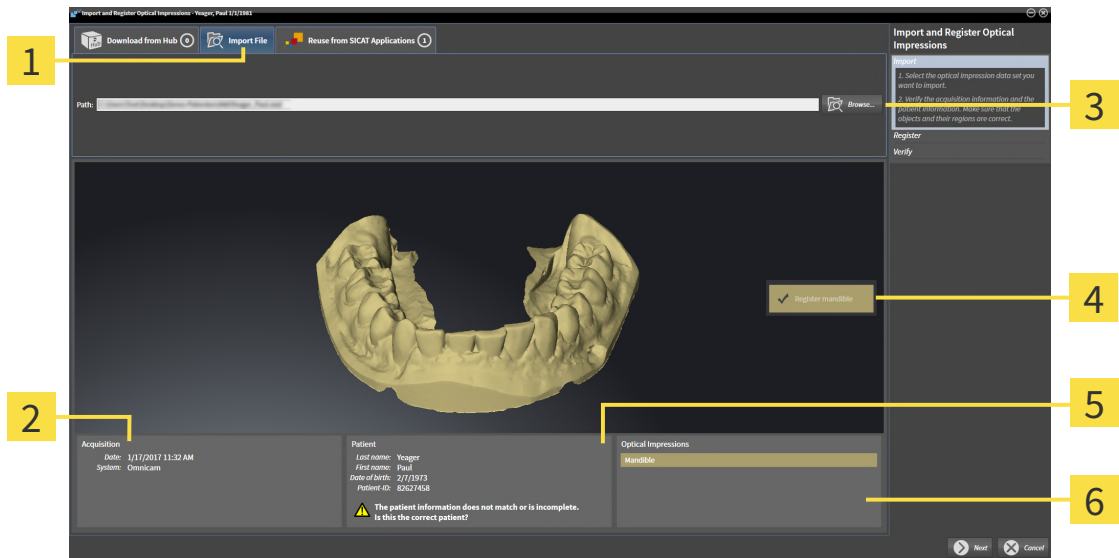 Import and Register Optical Impressions - Yeager, Paul 1/1/1981
Hub
Download from Hub 0
Import File
Reuse from SICAT Applications 1
Path:
Browse...
Import and Register Optical
Impressions
Import
1. Select the optical impression data set you
want to import.
2. Verify the acquisition information and the
patient information. Make sure that the
objects and their regions are correct.
Register
Verify
Register mandible
Acquisition
Date: 1/17/2017 11:32 AM
System: Omnicam
Patient
Last name: Yeager
First name: Paul
Date of birth: 2/7/1973
Patient-ID: 82627458
The patient information does not match or is incomplete.
Is this the correct patient?
Optical Impressions
Mandible
Next
Cancel
1
2
3
4
5
6